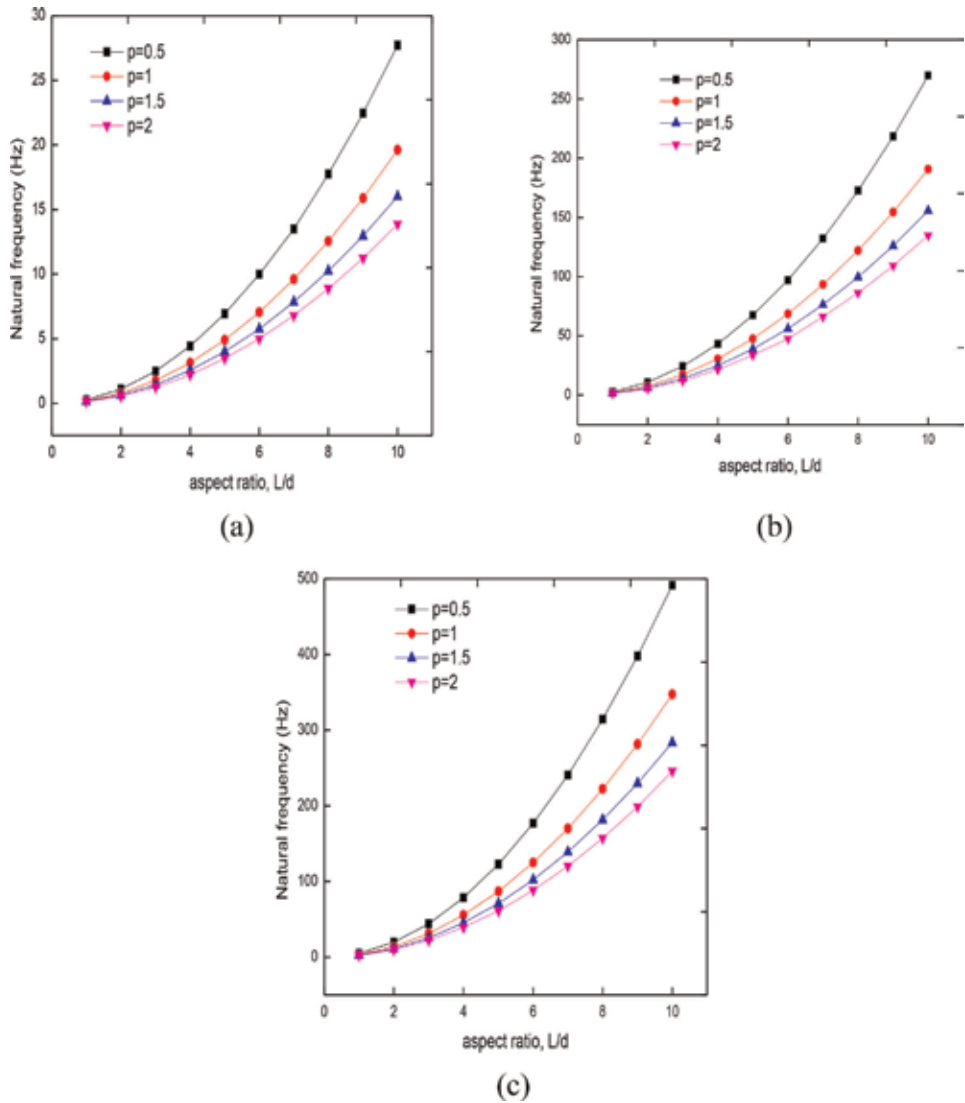 30
25
20
15
10
5
0
p=0.5
p=1
p=1.5
p=2
Natural frequency (Hz)
0 2 4 6 8 10
aspect ratio, L/d
(a)
300
250
200
150
100
50
0
p=0.5
p=1
p=1.5
p=2
Natural frequency (Hz)
0 2 4 6 8 10
aspect ratio, L/d
(b)
500
400
300
200
100
0
p=0.5
p=1
p=1.5
p=2
Natural frequency (Hz)
0 2 4 6 8 10
aspect ratio, L/d
(c)